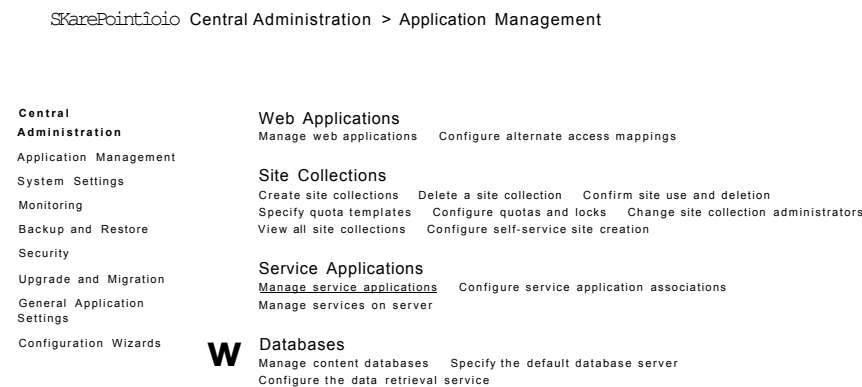 SKarePointîoio Central Administration > Application Management
Central
Administration
Application Management
System Settings
Monitoring
Backup and Restore
Security
Upgrade and Migration
General Application
Settings
Configuration Wizards
Web Applications
Manage web applications Configure alternate access mappings
Site Collections
Create site collections Delete a site collection Confirm site use and deletion
Specify quota templates Configure quotas and locks Change site collection administrators
View all site collections Configure self-service site creation
Service Applications
Manage service applications Configure service application associations
Manage services on server
W Databases
Manage content databases Specify the default database server
Configure the data retrieval service